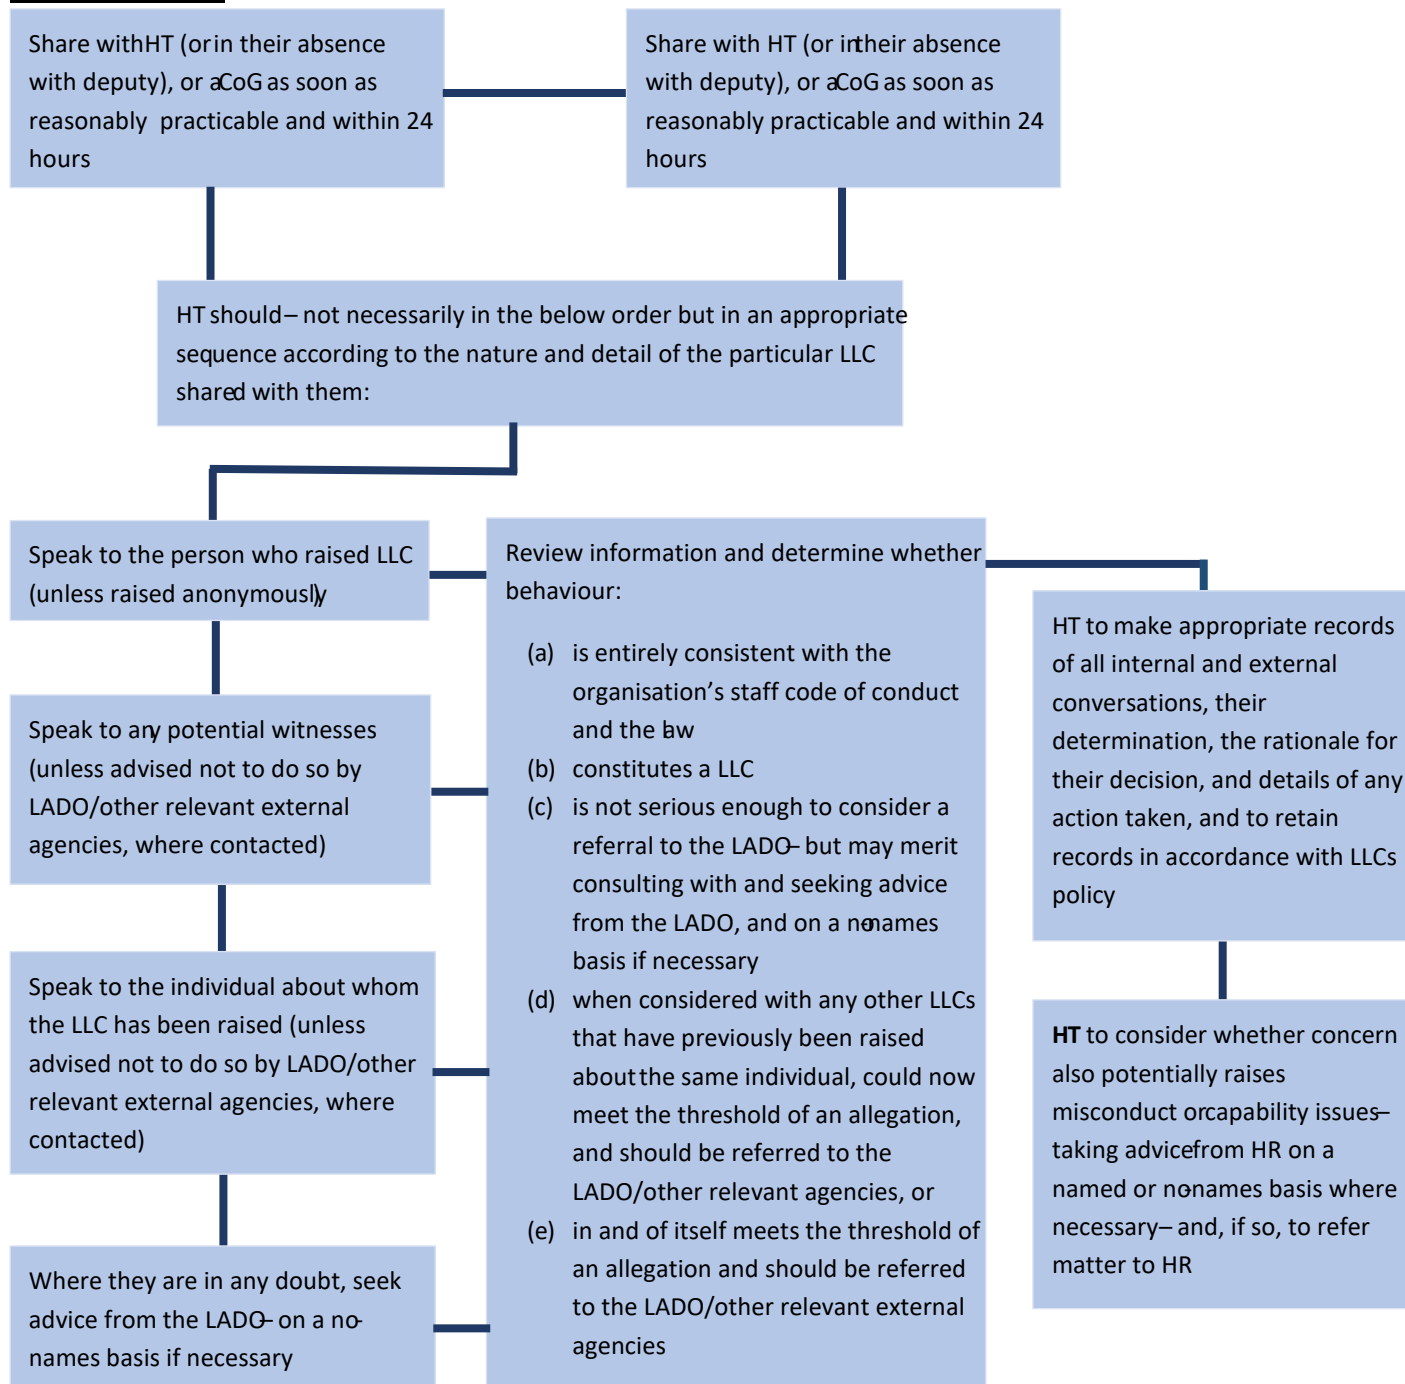 Share with HT (or in their absence
with deputy), or a CoG as soon as
reasonably practicable and within 24
hours
Share with HT (or in their absence
with deputy), or a CoG as soon as
reasonably practicable and within 24
hours
HT should – not necessarily in the below order but in an appropriate
sequence according to the nature and detail of the particular LLC
shared with them:
Speak to the person who raised LLC
(unless raised anonymously)
Speak to any potential witnesses
(unless advised not to do so by
LADO/other relevant external
agencies, where contacted)
Speak to the individual about whom
the LLC has been raised (unless
advised not to do so by LADO/other
relevant external agencies, where
contacted)
Where they are in any doubt, seek
advice from the LADO – on a no-
names basis if necessary
Review information and determine whether
behaviour:
(a) is entirely consistent with the
organisation’s staff code of conduct
and the law
(b) constitutes a LLC
(c) is not serious enough to consider a
referral to the LADO – but may merit
consulting with and seeking advice
from the LADO, and on a no-names
basis if necessary
(d) when considered with any other LLCs
that have previously been raised
about the same individual, could now
meet the threshold of an allegation,
and should be referred to the
LADO/other relevant agencies, or
(e) in and of itself meets the threshold of
an allegation and should be referred
to the LADO/other relevant external
agencies
HT to make appropriate records
of all internal and external
conversations, their
determination, the rationale for
their decision, and details of any
action taken, and to retain
records in accordance with LLCs
policy
HT to consider whether concern
also potentially raises
misconduct or capability issues –
taking advice from HR on a
named or no-names basis where
necessary – and, if so, to refer
matter to HR